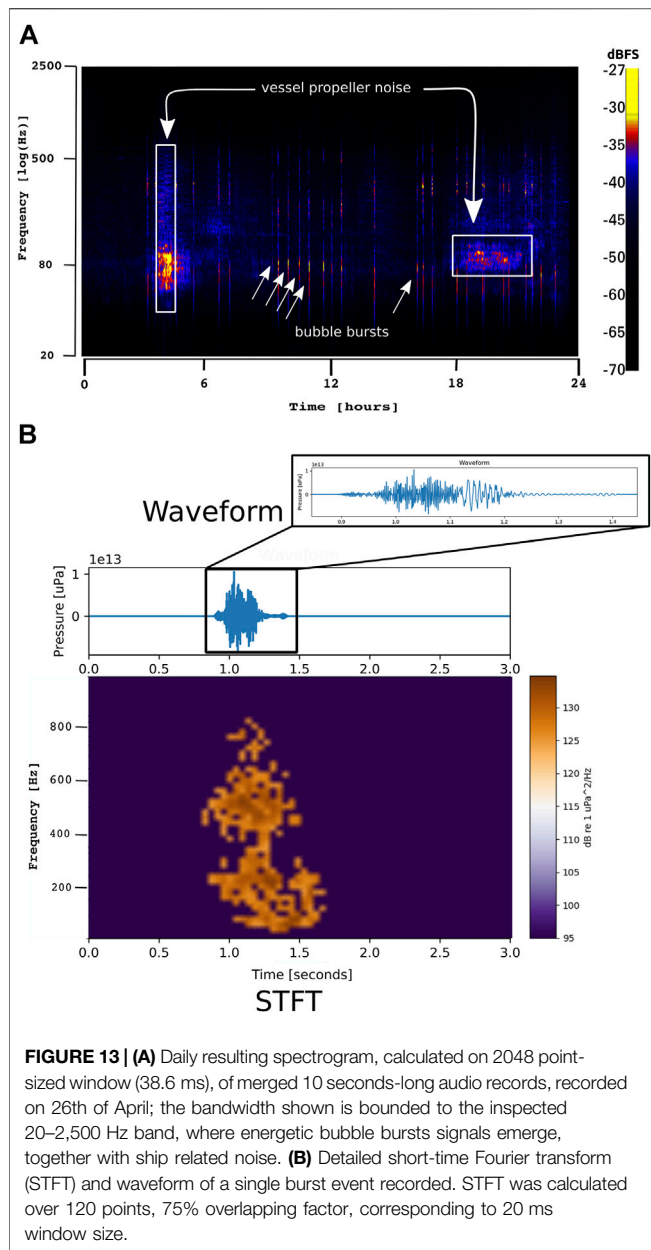 A
dBFS
2500
500
80
20
Frequency [log(Hz)]
vessel propeller noise
bubble bursts
-27
-30
-35
-40
-45
-50
-55
-60
-65
-70
0 6 12 18 24
Time [hours]
B
Waveform
1e13
Waveform
Pressure [uPa]
1
0
0.9 1.0 1.1 1.2 1.3 1.4
Waveform
1e13
Pressure [uPa]
1
0
0.0 0.5 1.0 1.5 2.0 2.5 3.0
Frequency [Hz]
800
600
400
200
0.0 0.5 1.0 1.5 2.0 2.5 3.0
Time [seconds]
STFT
130
125
120
115
110
105
100
95
dB re 1 uPa^2/Hz
FIGURE 13 | (A) Daily resulting spectrogram, calculated on 2048 point-
sized window (38.6 ms), of merged 10 seconds-long audio records, recorded
on 26th of April; the bandwidth shown is bounded to the inspected
20–2,500 Hz band, where energetic bubble bursts signals emerge,
together with ship related noise. (B) Detailed short-time Fourier transform
(STFT) and waveform of a single burst event recorded. STFT was calculated
over 120 points, 75% overlapping factor, corresponding to 20 ms
window size.